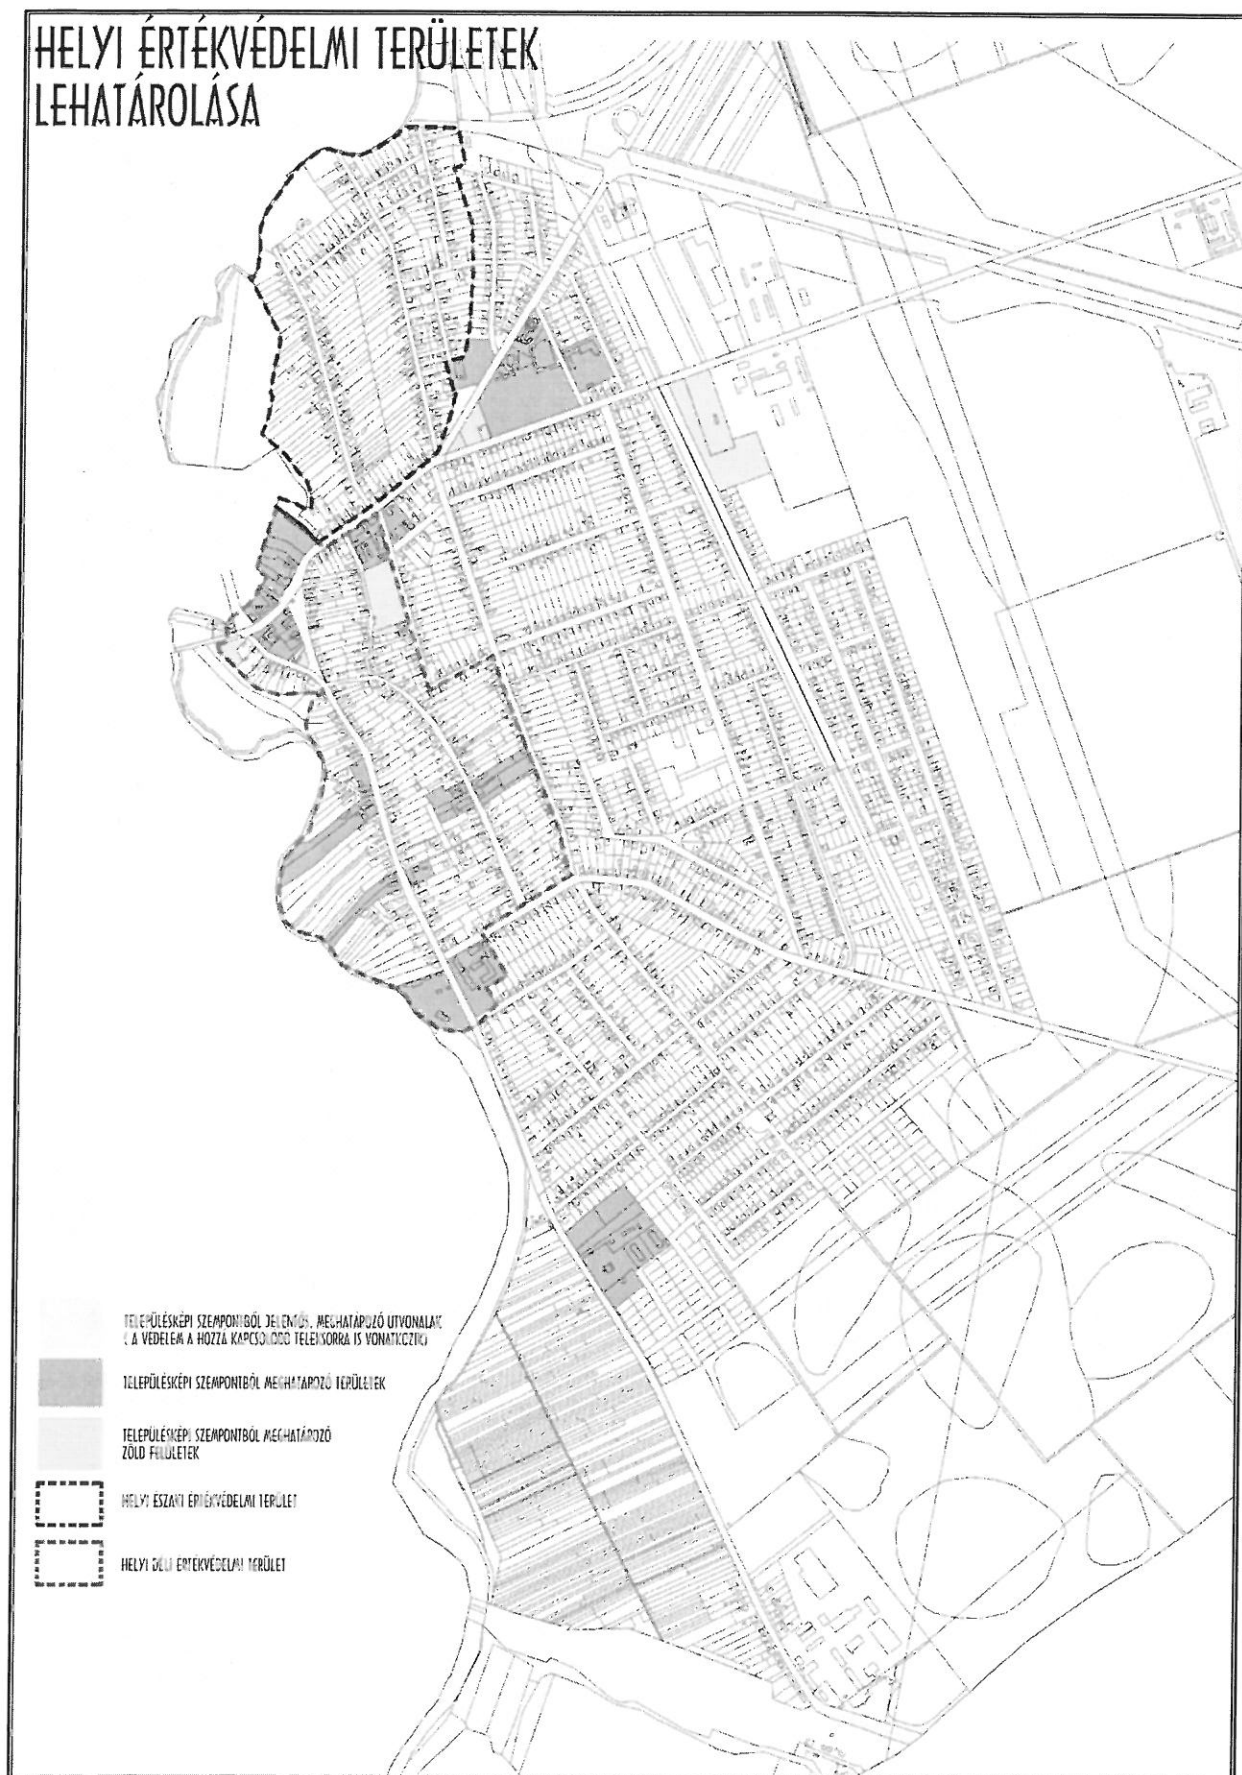 HELYI ÉRTÉKVÉDELMI TERÜLETEK
LEHATÁROLÁSA
TELEPÜLÉSKÉPI SZEMPONTBÓL JELENTŐS, MEGHATÁROZÓ ÚTVONALAK
( A VÉDELEM A HOZZÁ KAPCSOLÓDÓ TELEKSORRA IS VONATKOZIK)
TELEPÜLÉSKÉPI SZEMPONTBÓL MEGHATÁROZÓ TERÜLETEK
TELEPÜLÉSKÉPI SZEMPONTBÓL MEGHATÁROZÓ
ZÖLD FELÜLETEK
HELYI ÉSZAKI ÉRTÉKVÉDELMI TERÜLET
HELYI DÉLI ÉRTÉKVÉDELMI TERÜLET